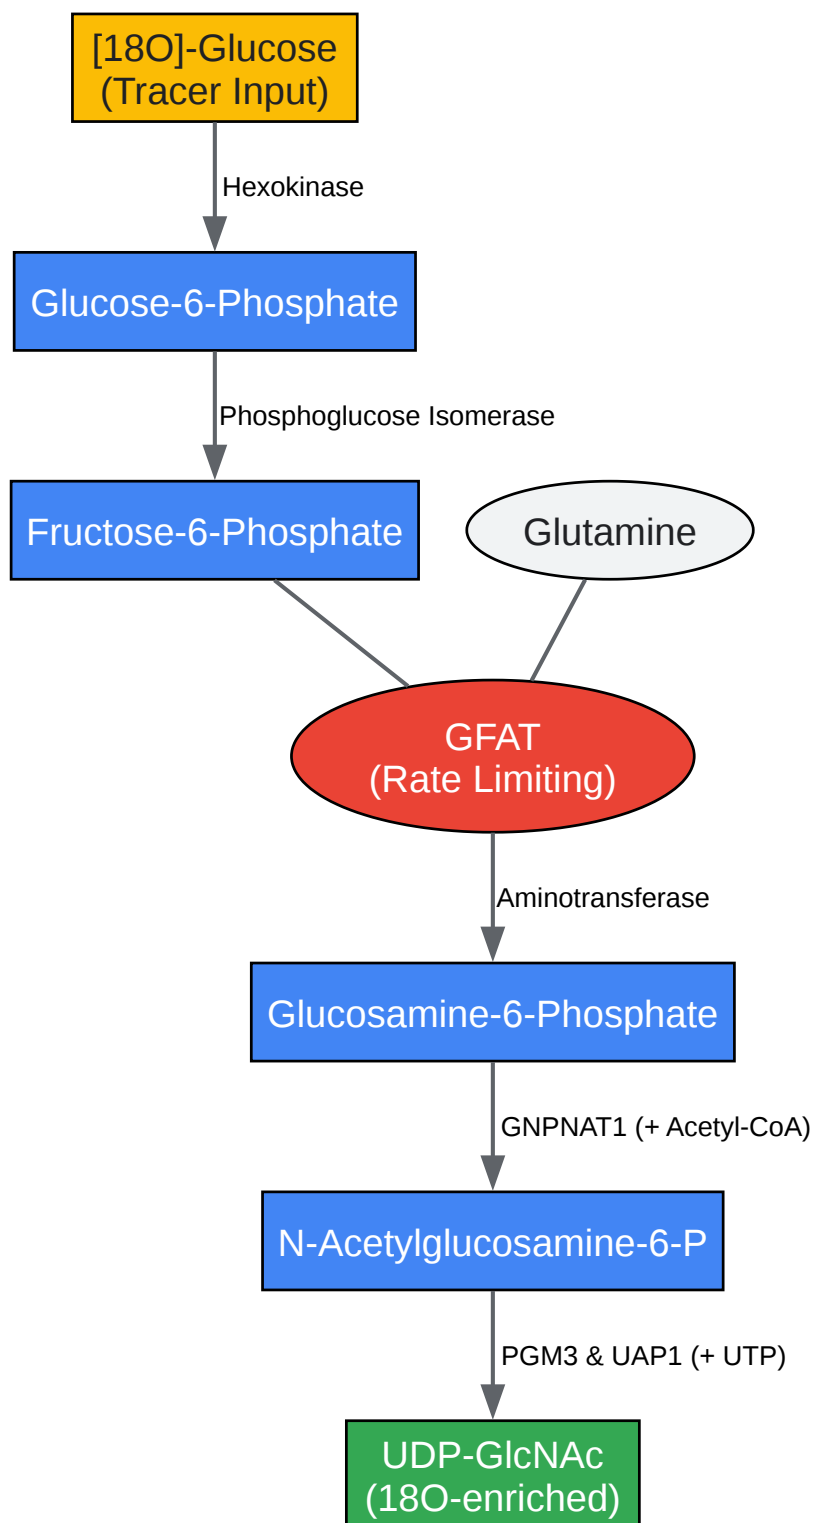 [18O]-Glucose
(Tracer Input)
Hexokinase
Glucose-6-Phosphate
Phosphoglucose Isomerase
Fructose-6-Phosphate
Glutamine
GFAT
(Rate Limiting)
Aminotransferase
Glucosamine-6-Phosphate
GNPNAT1 (+ Acetyl-CoA)
N-Acetylglucosamine-6-P
PGM3 & UAP1 (+ UTP)
UDP-GlcNAc
(18O-enriched)